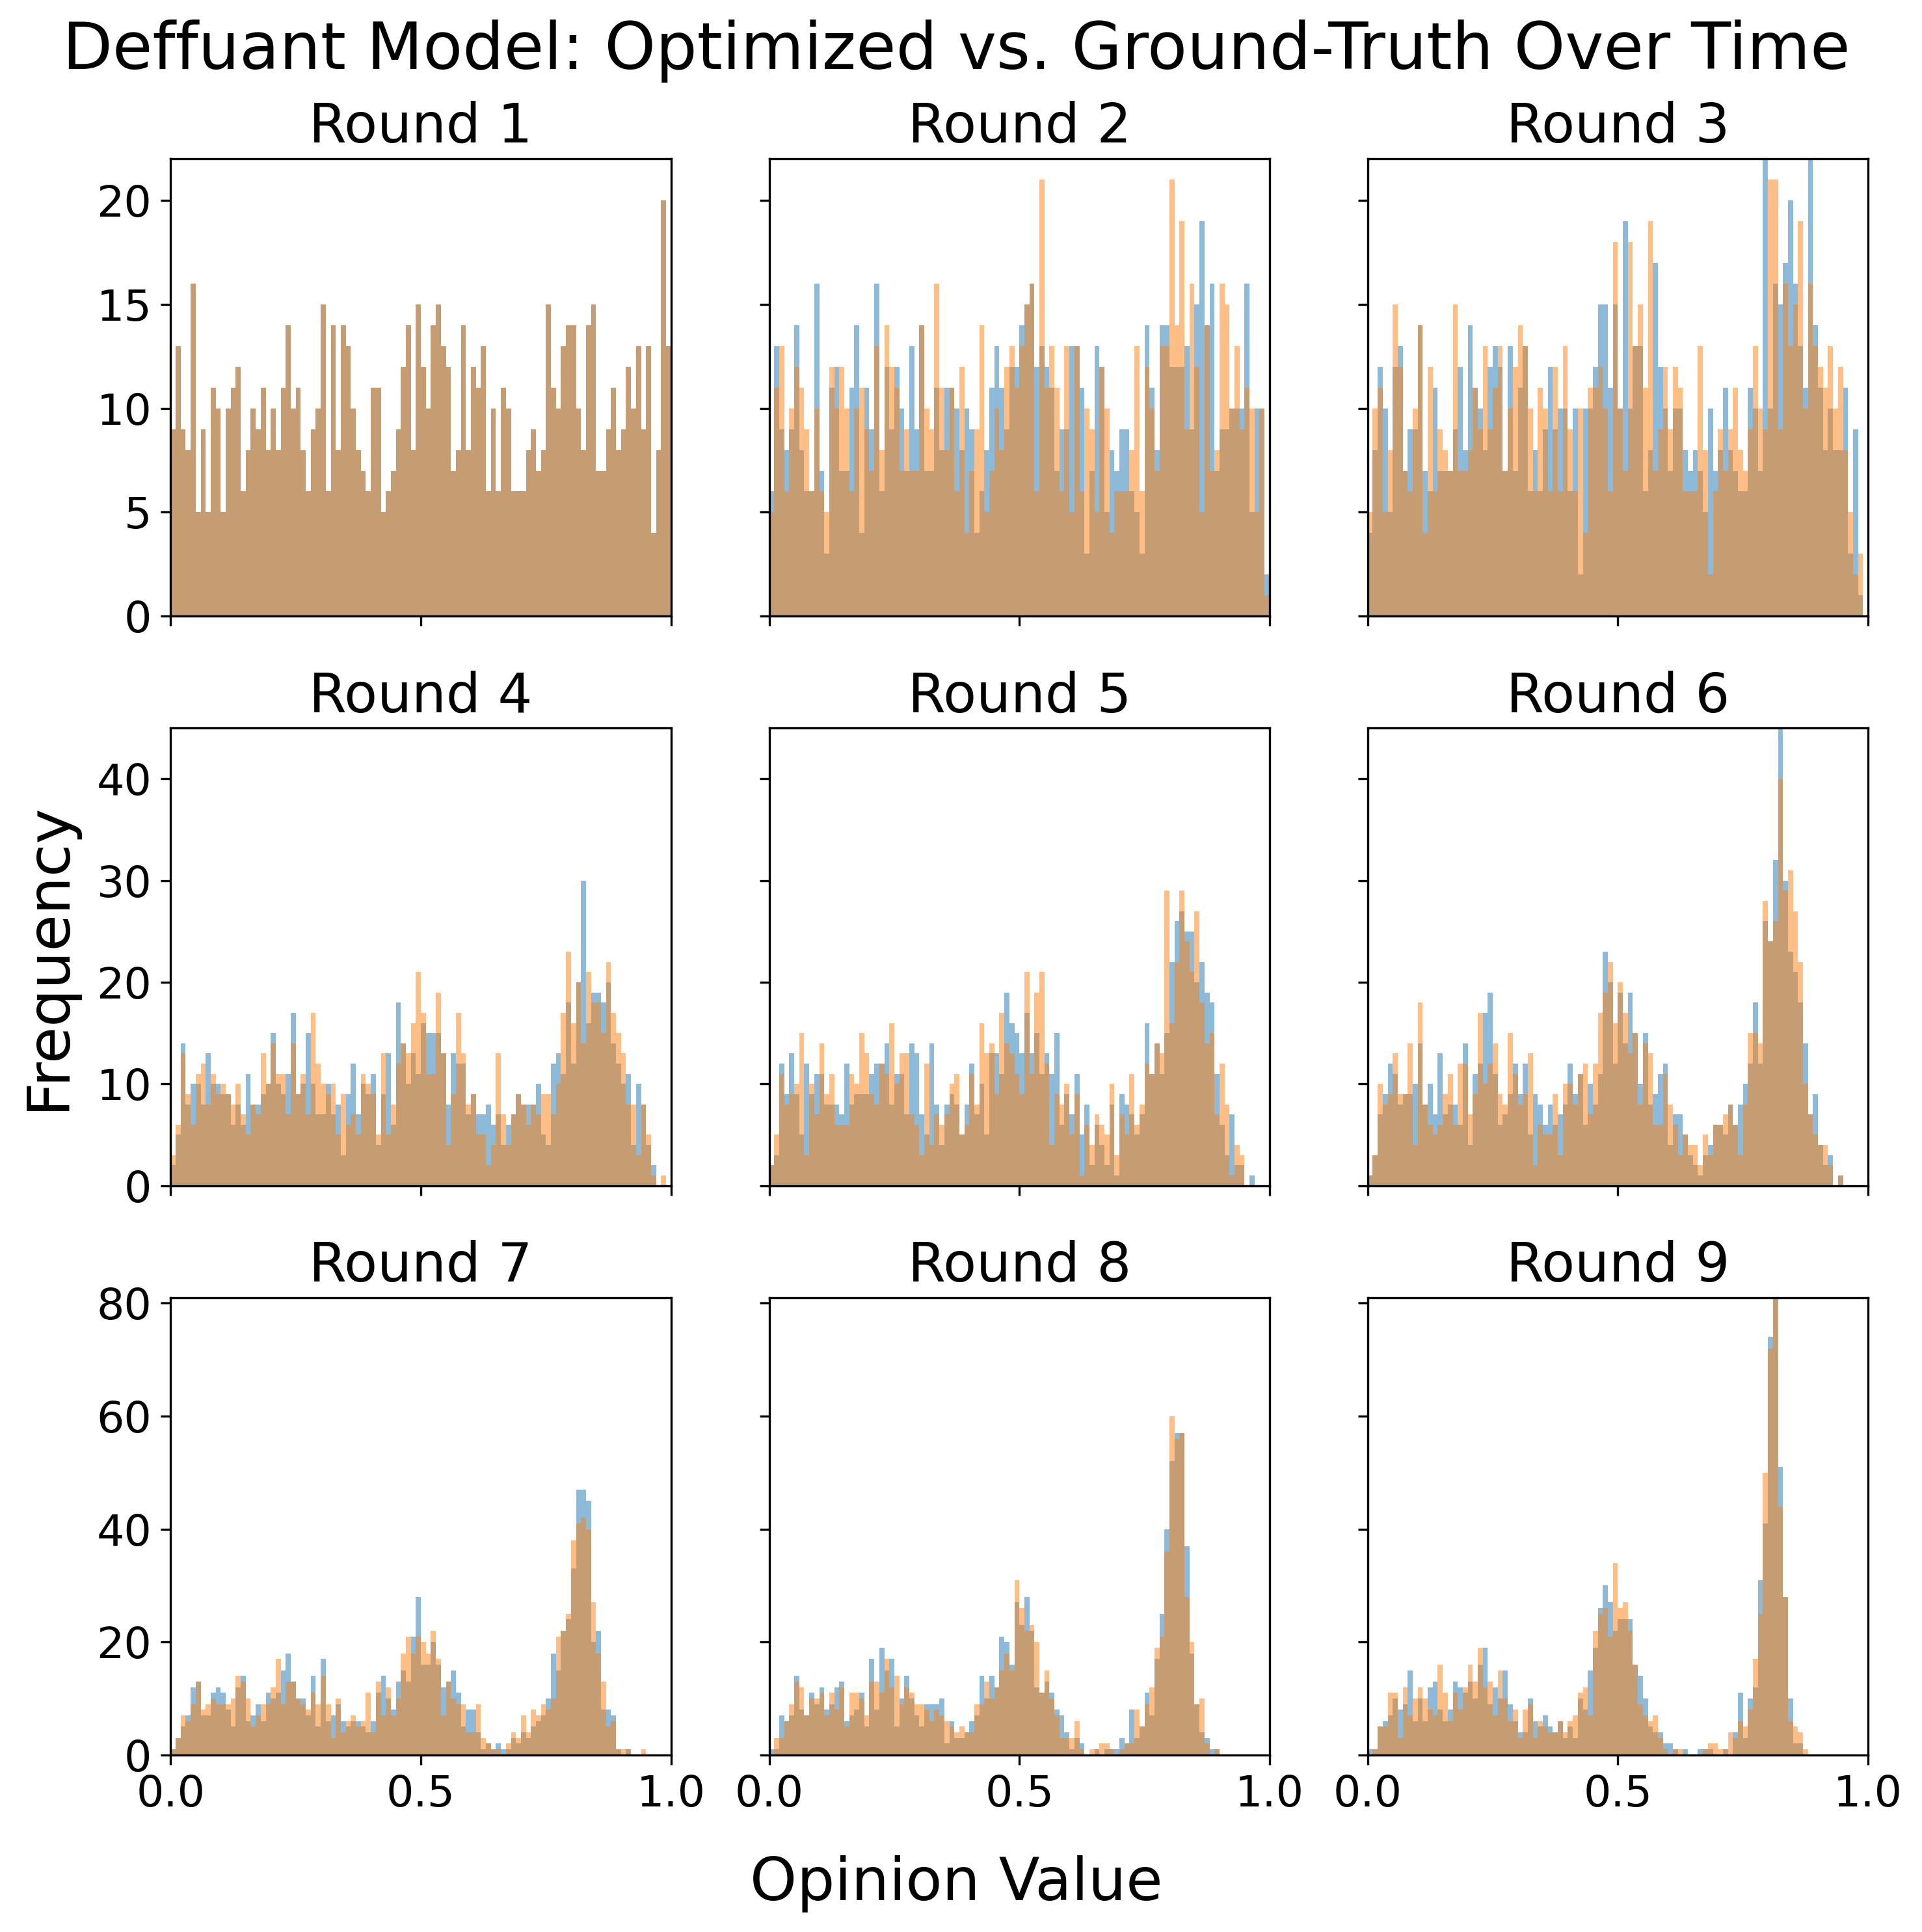 Deffuant Model: Optimized vs. Ground-Truth Over Time
Round 1
Round 2
Round 3
20
15
10
5
0
Round 4
Round 5
Round 6
40
30
20
10
0
Frequency
Round 7
Round 8
Round 9
80
60
40
20
0
0.0 0.5 1.0
0.0 0.5 1.0
0.0 0.5 1.0
Opinion Value